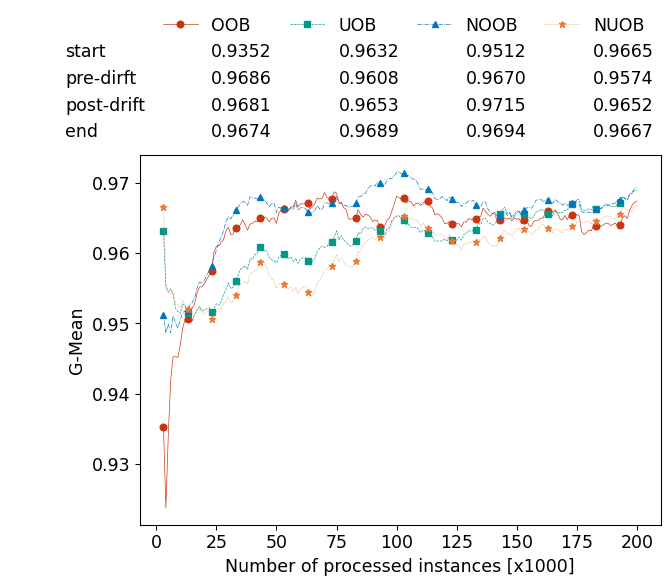 OOB UOB NOOB NUOB
start 0.9352 0.9632 0.9512 0.9665
pre-dirft 0.9686 0.9608 0.9670 0.9574
post-drift 0.9681 0.9653 0.9715 0.9652
end 0.9674 0.9689 0.9694 0.9667
0.97
0.96
0.95
0.94
0.93
G-Mean
0 25 50 75 100 125 150 175 200
Number of processed instances [x1000]